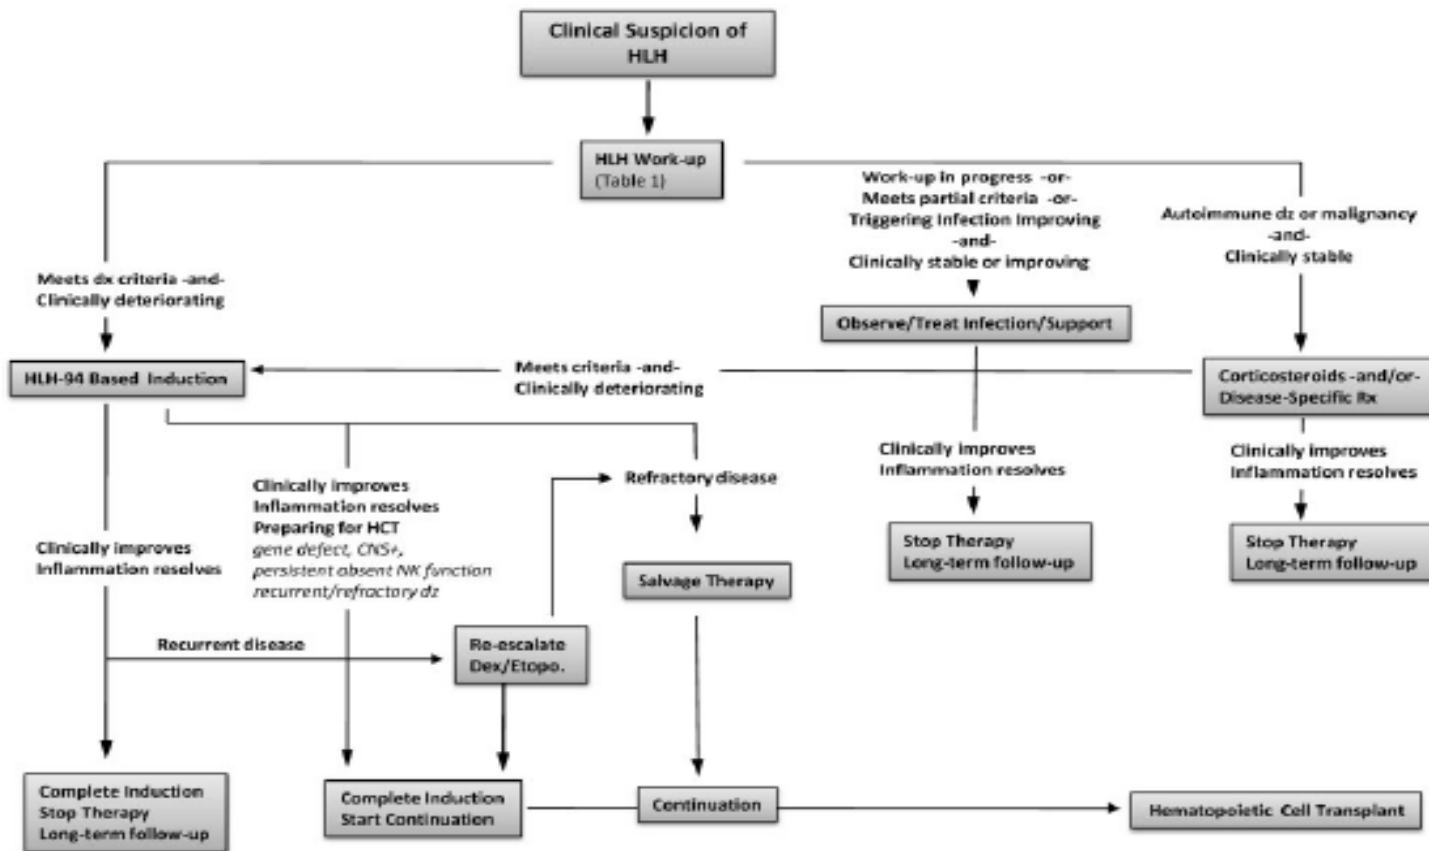 Clinical Suspicion of
HLH
HLH Work-up
(Table 1)
Work-up in progress -or-
Meets partial criteria -or-
Triggering Infection Improving
-and-
Clinically stable or improving
Autoimmune dz or malignancy
-and-
Clinically stable
Meets dx criteria -and-
Clinically deteriorating
Observe/Treat Infection/Support
HLH-94 Based Induction
Meets criteria -and-
Clinically deteriorating
Corticosteroids -and/or-
Disease-Specific Rx
Clinically improves
Inflammation resolves
Clinically improves
Inflammation resolves
Refractory disease
Clinically improves
Inflammation resolves
Preparing for HCT
gene defect, CNS+,
persistent absent NK function
recurrent/refractory dz
Clinically improves
Inflammation resolves
Stop Therapy
Long-term follow-up
Stop Therapy
Long-term follow-up
Salvage Therapy
Recurrent disease
Re-escalate
Dex/Etopo.
Complete Induction
Stop Therapy
Long-term follow-up
Complete Induction
Start Continuation
Continuation
Hematopoietic Cell Transplant